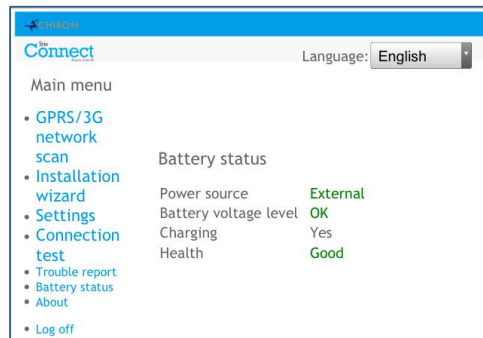 CHIRON
iris
Connect
Language: English
Main menu
GPRS/3G
network
scan
Installation
wizard
Settings
Connection
test
Trouble report
Battery status
About
Log off
Battery status
Power source External
Battery voltage level OK
Charging Yes
Health Good